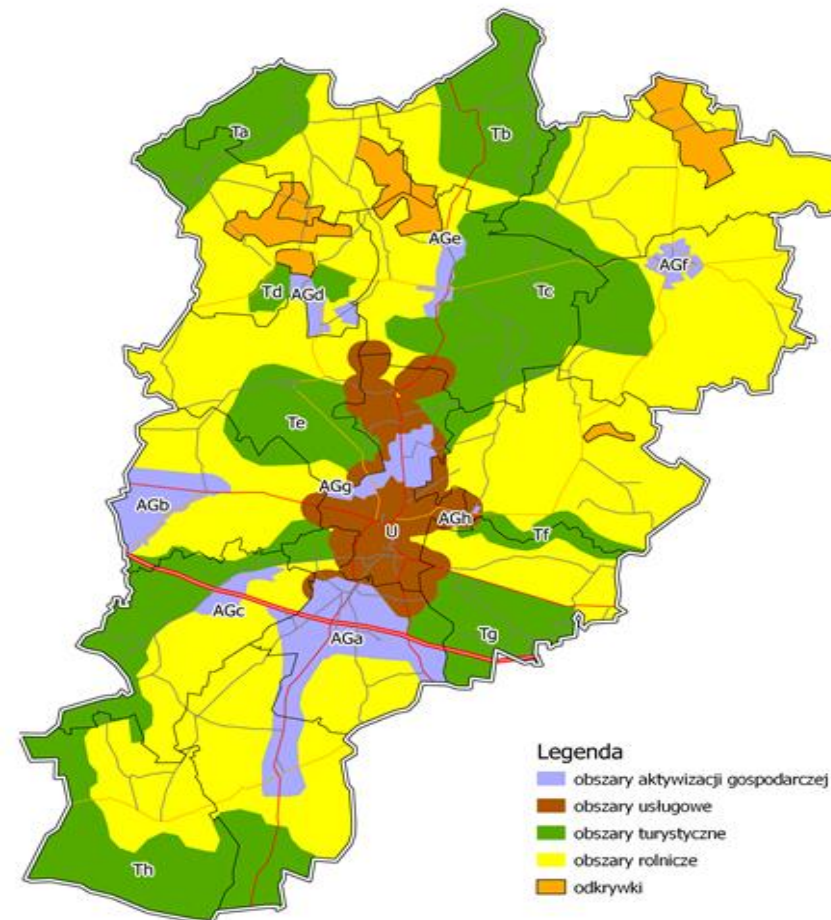 Ta
Tb
AGe
AGf
Td
AGd
Tc
Te
AGg
AGb
AGh
U
Tf
AGc
AGa
Tg
Th
Legenda
obszary aktywizacji gospodarczej
obszary usługowe
obszary turystyczne
obszary rolnicze
odkrywki